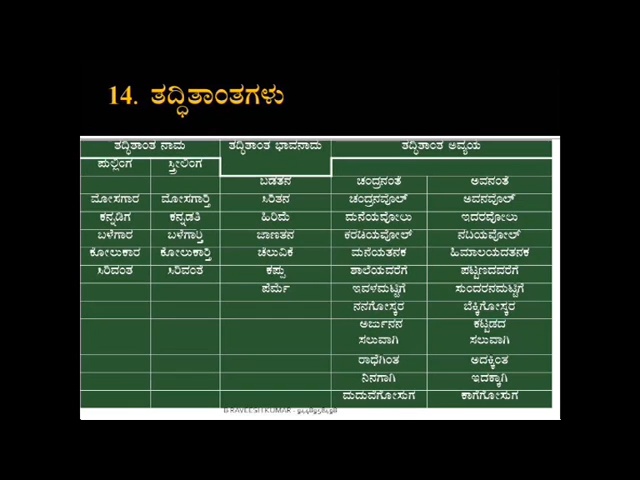 14. ತದ್ಧಿತಾಂತಗಳು
ತದ್ಧಿತಾಂತ ನಾಮ ತದ್ಧಿತಾಂತ ಭಾವನಾಮ ತದ್ಧಿತಾಂತ ಅವ್ಯಯ
ಪುಲ್ಲಿಂಗ ಸ್ತ್ರೀಲಿಂಗ
ಬಡತನ ಚಂದ್ರನಂತೆ ಅವನಂತೆ
ಮೋಸಗಾರ ಮೋಸಗಾರ್ತಿ ಸಿರಿತನ ಚಂದ್ರನವೊಲ್ ಅವನವೊಲ್
ಕನ್ನಡಿಗ ಕನ್ನಡತಿ ಹಿರಿಮೆ ಮನೆಯವೋಲು ಇದರವೋಲು
ಬಳೆಗಾರ ಬಳೆಗಾರ್ತಿ ಜಾಣತನ ಕರಡಿಯವೋಲ್ ನದಿಯವೋಲ್
ಕೋಲುಕಾರ ಕೋಲುಕಾರ್ತಿ ಚೆಲುವಿಕೆ ಮನೆಯತನಕ ಹಿಮಾಲಯದತನಕ
ಸಿರಿವಂತ ಸಿರಿವಂತೆ ಕಪ್ಪು ಶಾಲೆಯವರೆಗೆ ಪಟ್ಟಣದವರೆಗೆ
ಪೆರ್ಮೆ ಇವಳಮಟ್ಟಿಗೆ ಸುಂದರನಮಟ್ಟಿಗೆ
ನನಗೋಸ್ಕರ ಬೆಕ್ಕಿಗೋಸ್ಕರ
ಅರ್ಜುನನ ಕಟ್ಟಡದ
ಸಲುವಾಗಿ ಸಲುವಾಗಿ
ರಾಧೆಗಿಂತ ಅದಕ್ಕಿಂತ
ನಿನಗಾಗಿ ಇದಕ್ಕಾಗಿ
ಮದುವೆಗೋಸುಗ ಕಾಗೆಗೋಸುಗ
B RAVEESH KUMAR -